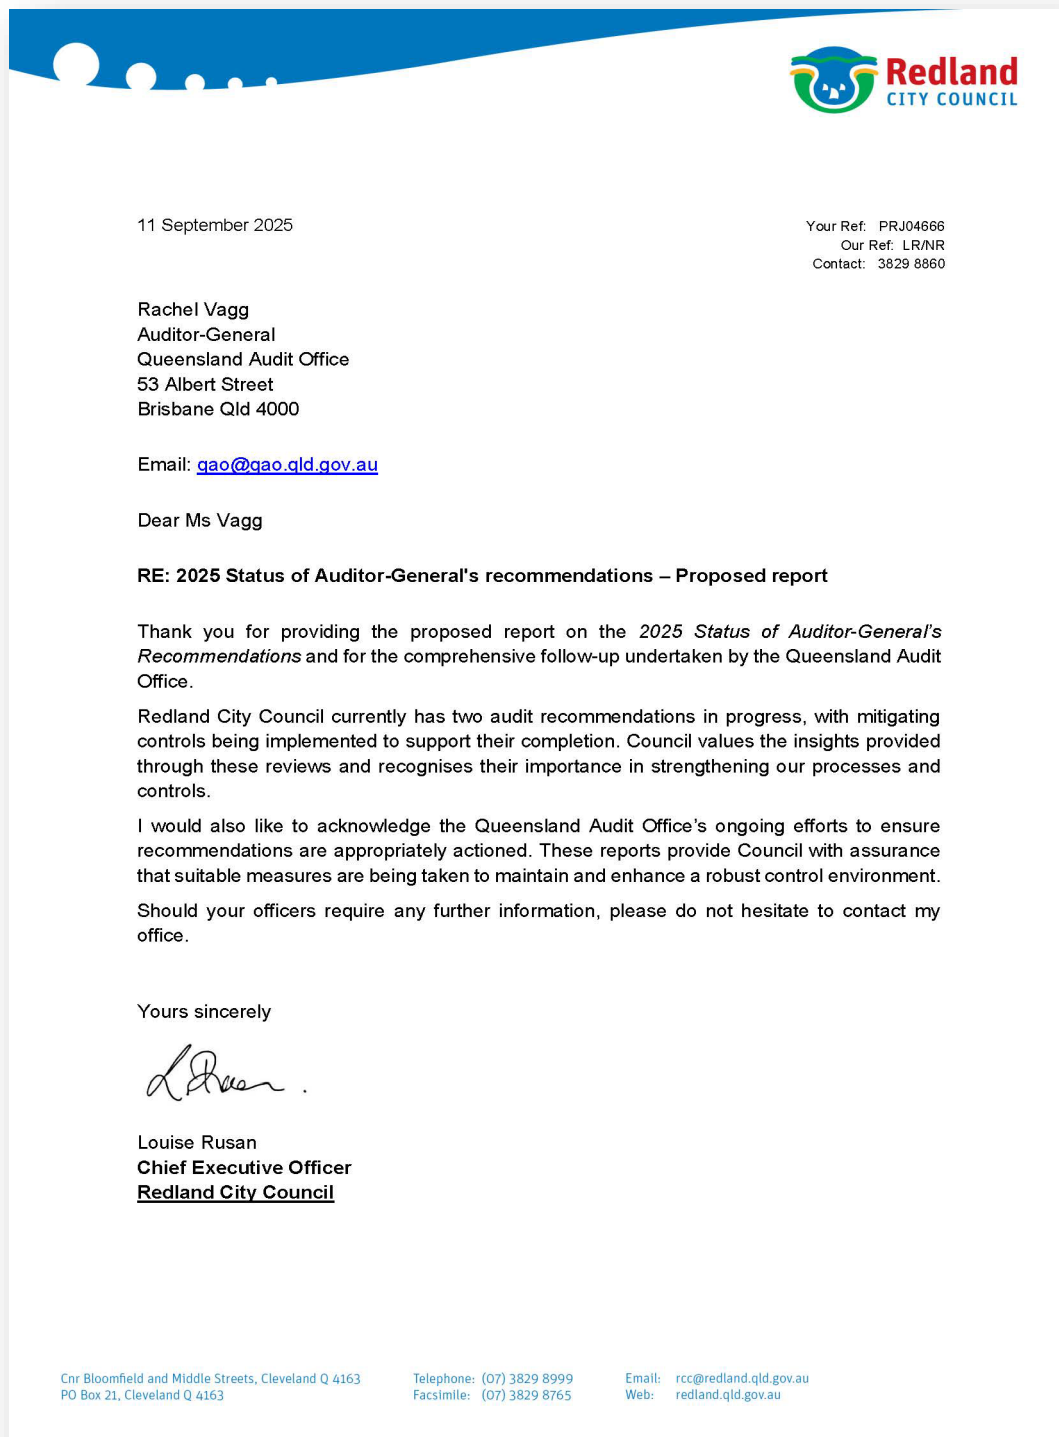 Redland
CITY COUNCIL
11 September 2025
Your Ref: PRJ04666
Our Ref: LR/NR
Contact: 3829 8860
Rachel Vagg
Auditor-General
Queensland Audit Office
53 Albert Street
Brisbane Qld 4000
Email: qao@qao.qld.gov.au
Dear Ms Vagg
RE: 2025 Status of Auditor-General's recommendations – Proposed report
Thank you for providing the proposed report on the 2025 Status of Auditor-General’s
Recommendations and for the comprehensive follow-up undertaken by the Queensland Audit
Office.
Redland City Council currently has two audit recommendations in progress, with mitigating
controls being implemented to support their completion. Council values the insights provided
through these reviews and recognises their importance in strengthening our processes and
controls.
I would also like to acknowledge the Queensland Audit Office’s ongoing efforts to ensure
recommendations are appropriately actioned. These reports provide Council with assurance
that suitable measures are being taken to maintain and enhance a robust control environment.
Should your officers require any further information, please do not hesitate to contact my
office.
Yours sincerely
Louise Rusan
Chief Executive Officer
Redland City Council
Cnr Bloomfield and Middle Streets, Cleveland Q 4163
PO Box 21, Cleveland Q 4163
Telephone: (07) 3829 8999
Facsimile: (07) 3829 8765
Email: rcc@redland.qld.gov.au
Web: redland.qld.gov.au